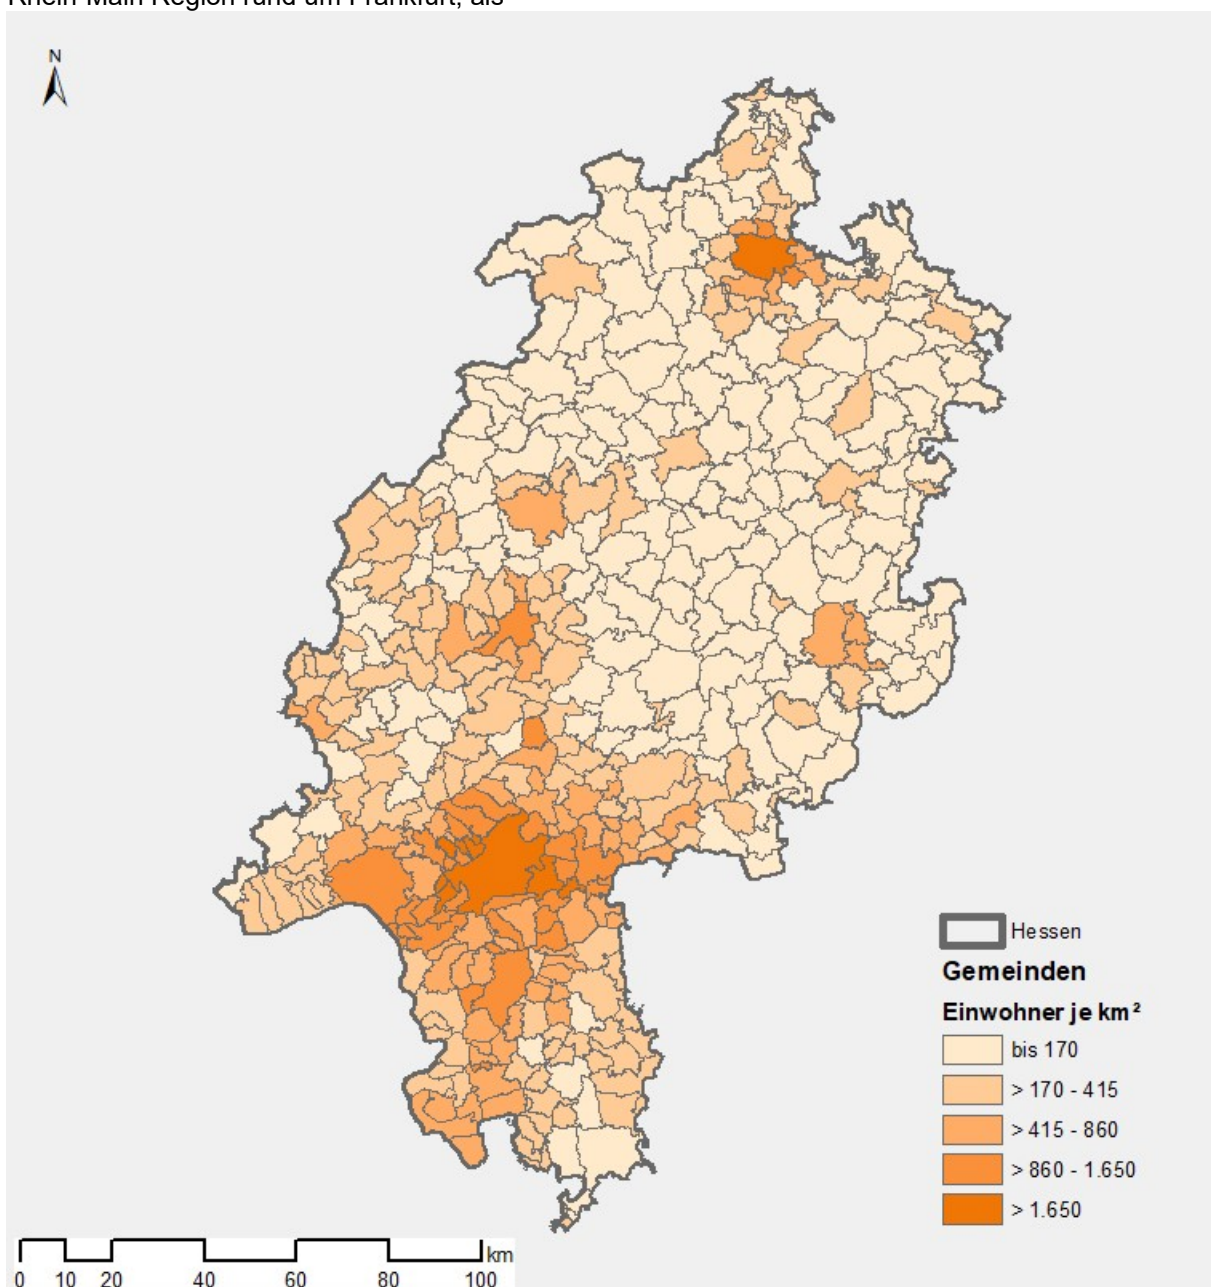 Rhein-Main Region rund um Frankfurt, als
N
Hessen
Gemeinden
Einwohner je km²
bis 170
> 170 - 415
> 415 - 860
> 860 - 1.650
> 1.650
km
0 10 20 40 60 80 100